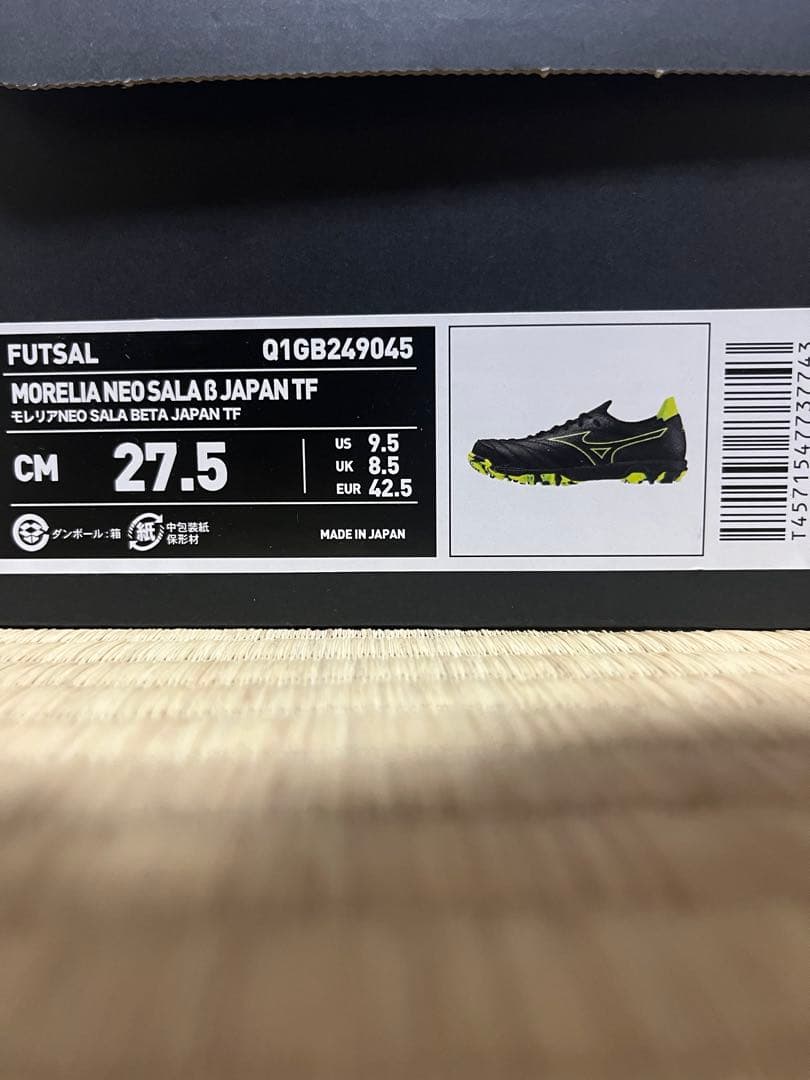 FUTSAL Q1GB249045
MORELIA NEO SALA β JAPAN TF
モレリアNEO SALA BETA JAPAN TF
CM 27.5
US 9.5
UK 8.5
EUR 42.5
ダンボール:箱
紙
中包装紙
保形材
MADE IN JAPAN
T4571547737743